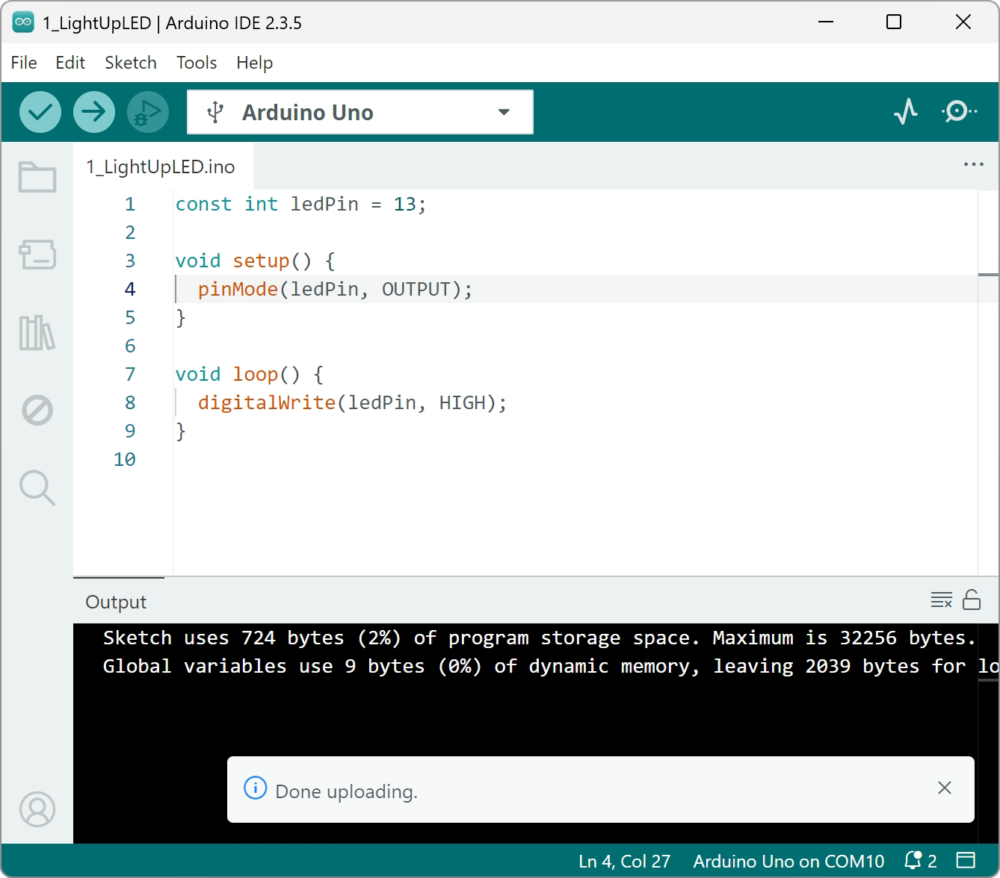 1_LightUpLED | Arduino IDE 2.3.5
File Edit Sketch Tools Help
Arduino Uno
1_LightUpLED.ino
1 const int ledPin = 13;
2
3 void setup() {
4 pinMode(ledPin, OUTPUT);
5 }
6
7 void loop() {
8 digitalWrite(ledPin, HIGH);
9 }
10
Output
Sketch uses 724 bytes (2%) of program storage space. Maximum is 32256 bytes.
Global variables use 9 bytes (0%) of dynamic memory, leaving 2039 bytes for lo
Done uploading.
Ln 4, Col 27 Arduino Uno on COM10 2